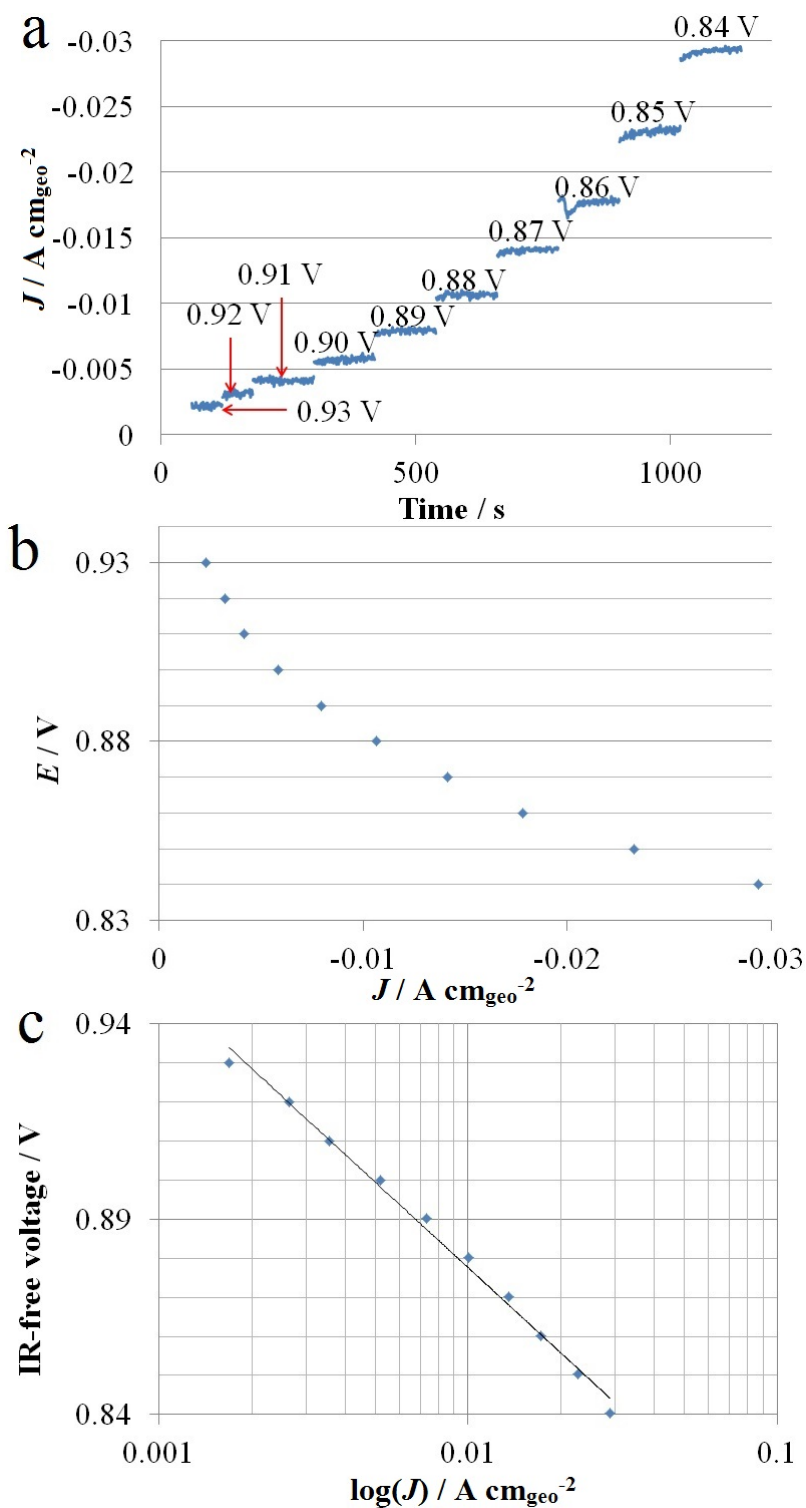 a
-0.03
-0.025
-0.02
-0.015
-0.01
-0.005
0
J / A cm_geo^-2
0.84 V
0.85 V
0.86 V
0.87 V
0.88 V
0.89 V
0.90 V
0.91 V
0.92 V
0.93 V
0 500 1000
Time / s
b
0.93
0.88
0.83
E / V
0 -0.01 -0.02 -0.03
J / A cm_geo^-2
c
0.94
0.89
0.84
IR-free voltage / V
0.001 0.01 0.1
log(J) / A cm_geo^-2